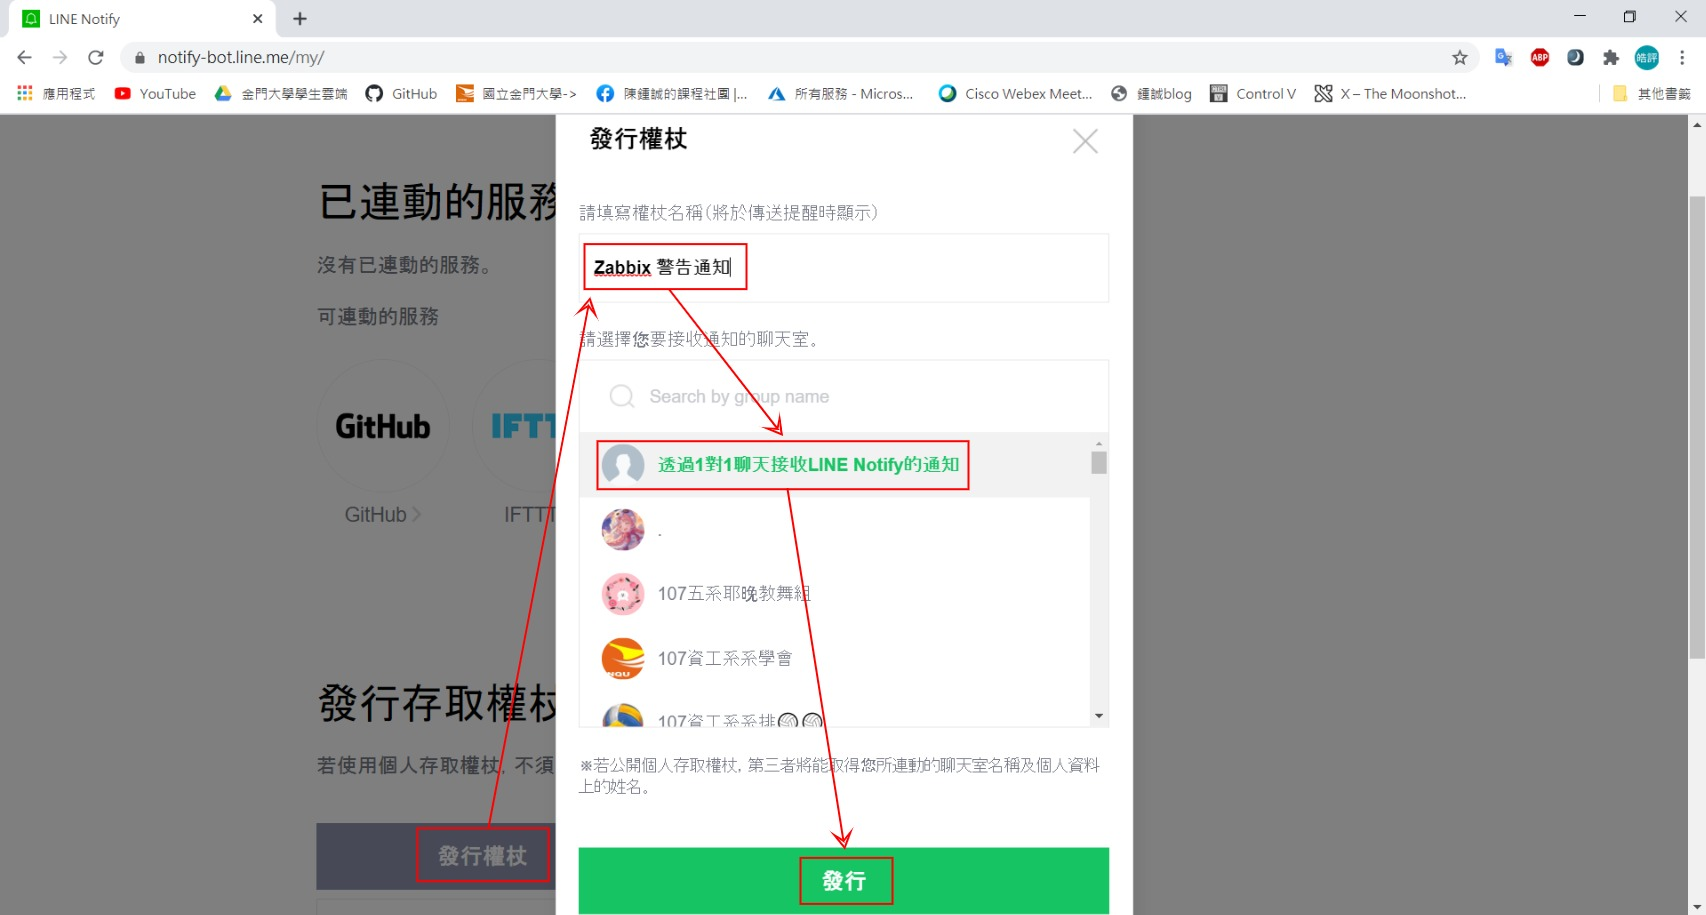 LINE Notify
notify-bot.line.me/my/
ABP
皓評
應用程式
YouTube
金門大學學生雲端
GitHub
國立金門大學->
陳鍾誠的課程社團 |...
所有服務 - Micros...
Cisco Webex Meet...
鍾誠blog
Control V
X – The Moonshot...
其他書籤
發行權杖
已連動的服務
請填寫權杖名稱(將於傳送提醒時顯示)
沒有已連動的服務。
Zabbix 警告通知
可連動的服務
請選擇您要接收通知的聊天室。
Search by group name
GitHub
IFTT
透過1對1聊天接收LINE Notify的通知
GitHub
IFTTT
.
107五系耶晚教舞組
107資工系系學會
NQU
發行存取權杖
107資工系系排🏐🏐
若使用個人存取權杖, 不須
※若公開個人存取權杖, 第三者將能取得您所連動的聊天室名稱及個人資料
上的姓名。
發行權杖
發行